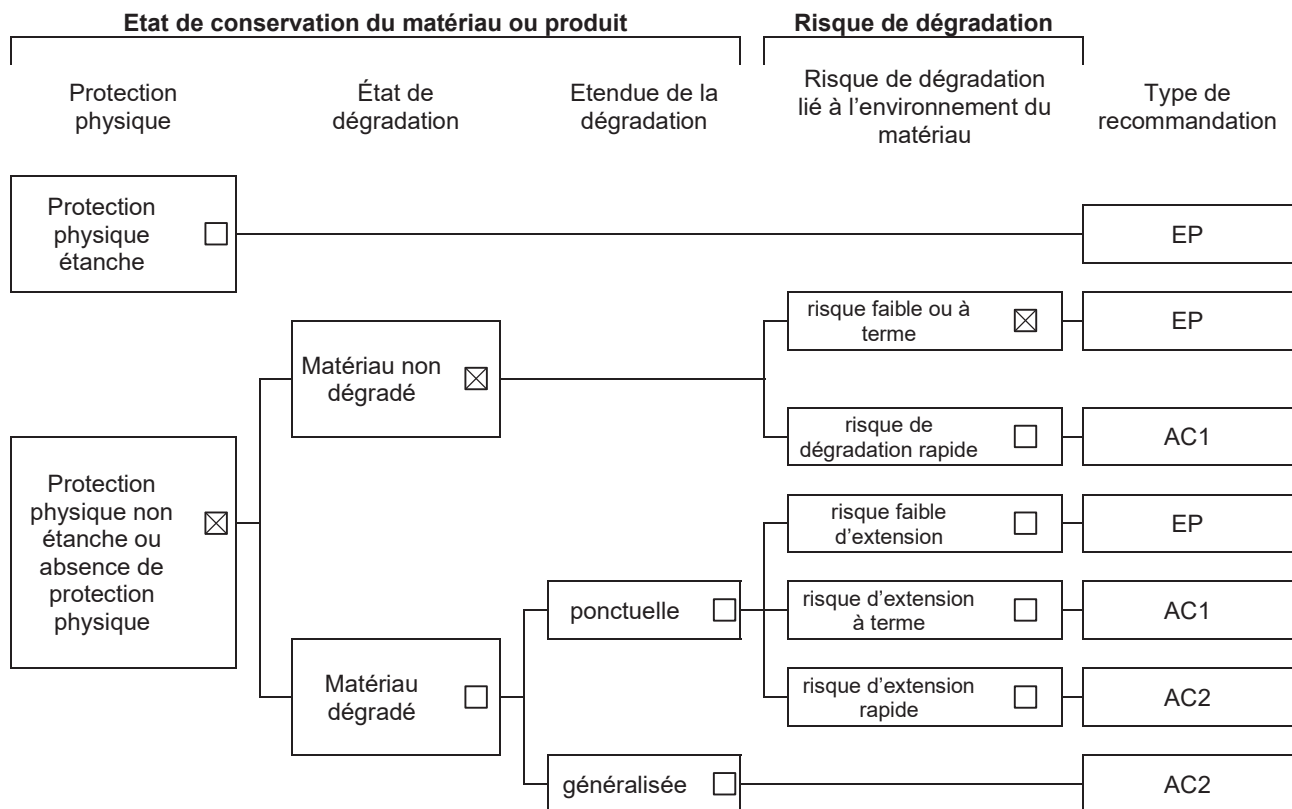 Etat de conservation du matériau ou produit
Risque de dégradation
Protection
physique
État de
dégradation
Etendue de la
dégradation
Risque de dégradation
lié à l'environnement du
matériau
Type de
recommandation
Protection
physique
étanche
EP
risque faible ou à
terme
EP
Matériau non
dégradé
risque de
dégradation rapide
AC1
Protection
physique non
étanche ou
absence de
protection
physique
risque faible
d'extension
EP
ponctuelle
risque d'extension
à terme
AC1
Matériau
dégradé
risque d'extension
rapide
AC2
généralisée
AC2